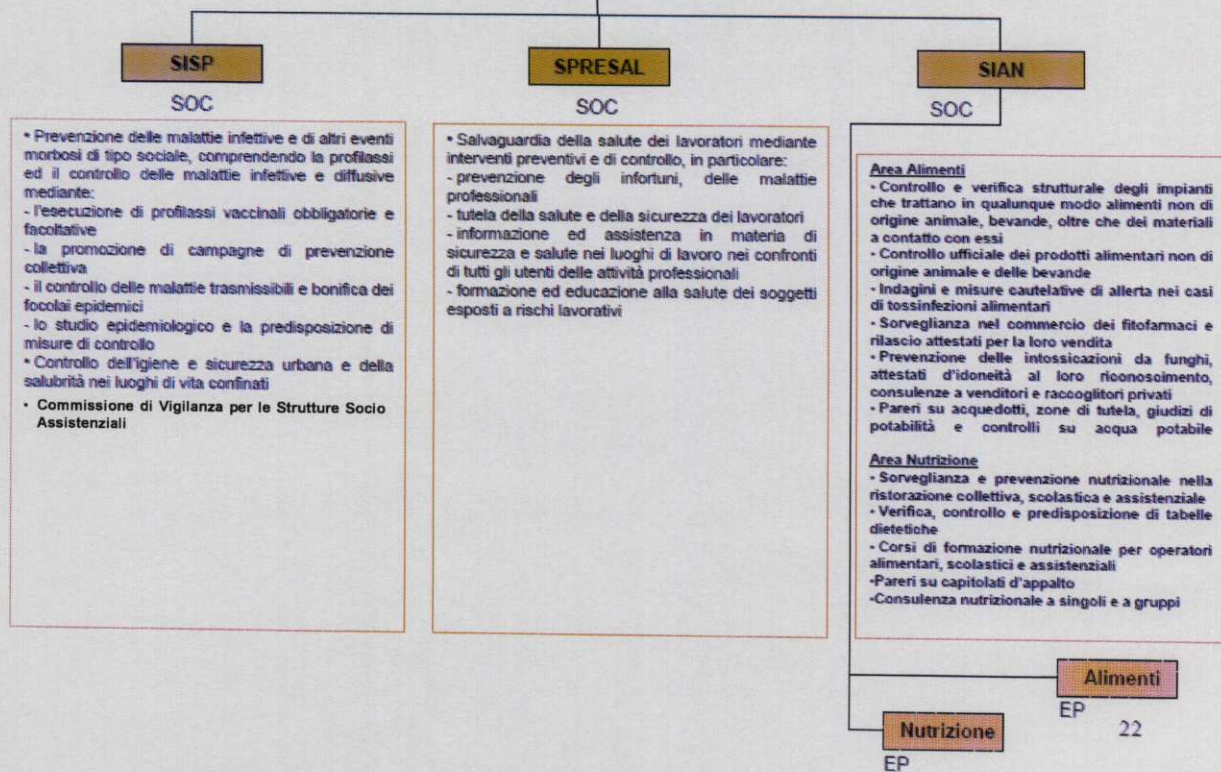 SISP
SOC
• Prevenzione delle malattie infettive e di altri eventi
morbosi di tipo sociale, comprendendo la profilassi
ed il controllo delle malattie infettive e diffusive
mediante:
- l'esecuzione di profilassi vaccinali obbligatorie e
facoltative
- la promozione di campagne di prevenzione
collettiva
- il controllo delle malattie trasmissibili e bonifica dei
focolai epidemici
- lo studio epidemiologico e la predisposizione di
misure di controllo
• Controllo dell'igiene e sicurezza urbana e della
salubrità nei luoghi di vita confinati
• Commissione di Vigilanza per le Strutture Socio
Assistenziali
SPRESAL
SOC
• Salvaguardia della salute dei lavoratori mediante
interventi preventivi e di controllo, in particolare:
- prevenzione degli infortuni, delle malattie
professionali
- tutela della salute e della sicurezza dei lavoratori
- informazione ed assistenza in materia di
sicurezza e salute nei luoghi di lavoro nei confronti
di tutti gli utenti delle attività professionali
- formazione ed educazione alla salute dei soggetti
esposti a rischi lavorativi
SIAN
SOC
Area Alimenti
• Controllo e verifica strutturale degli impianti
che trattano in qualunque modo alimenti non di
origine animale, bevande, oltre che dei materiali
a contatto con essi
• Controllo ufficiale dei prodotti alimentari non di
origine animale e delle bevande
• Indagini e misure cautelative di allerta nei casi
di tossinfezioni alimentari
• Sorveglianza nel commercio dei fitofarmaci e
rilascio attestati per la loro vendita
• Prevenzione delle intossicazioni da funghi,
attestati d'idoneità al loro riconoscimento,
consulenze a venditori e raccoglitori privati
• Pareri su acquedotti, zone di tutela, giudizi di
potabilità e controlli su acqua potabile
Area Nutrizione
• Sorveglianza e prevenzione nutrizionale nella
ristorazione collettiva, scolastica e assistenziale
• Verifica, controllo e predisposizione di tabelle
dietetiche
• Corsi di formazione nutrizionale per operatori
alimentari, scolastici e assistenziali
•Pareri su capitolati d'appalto
•Consulenza nutrizionale a singoli e a gruppi
Alimenti
EP
22
Nutrizione
EP